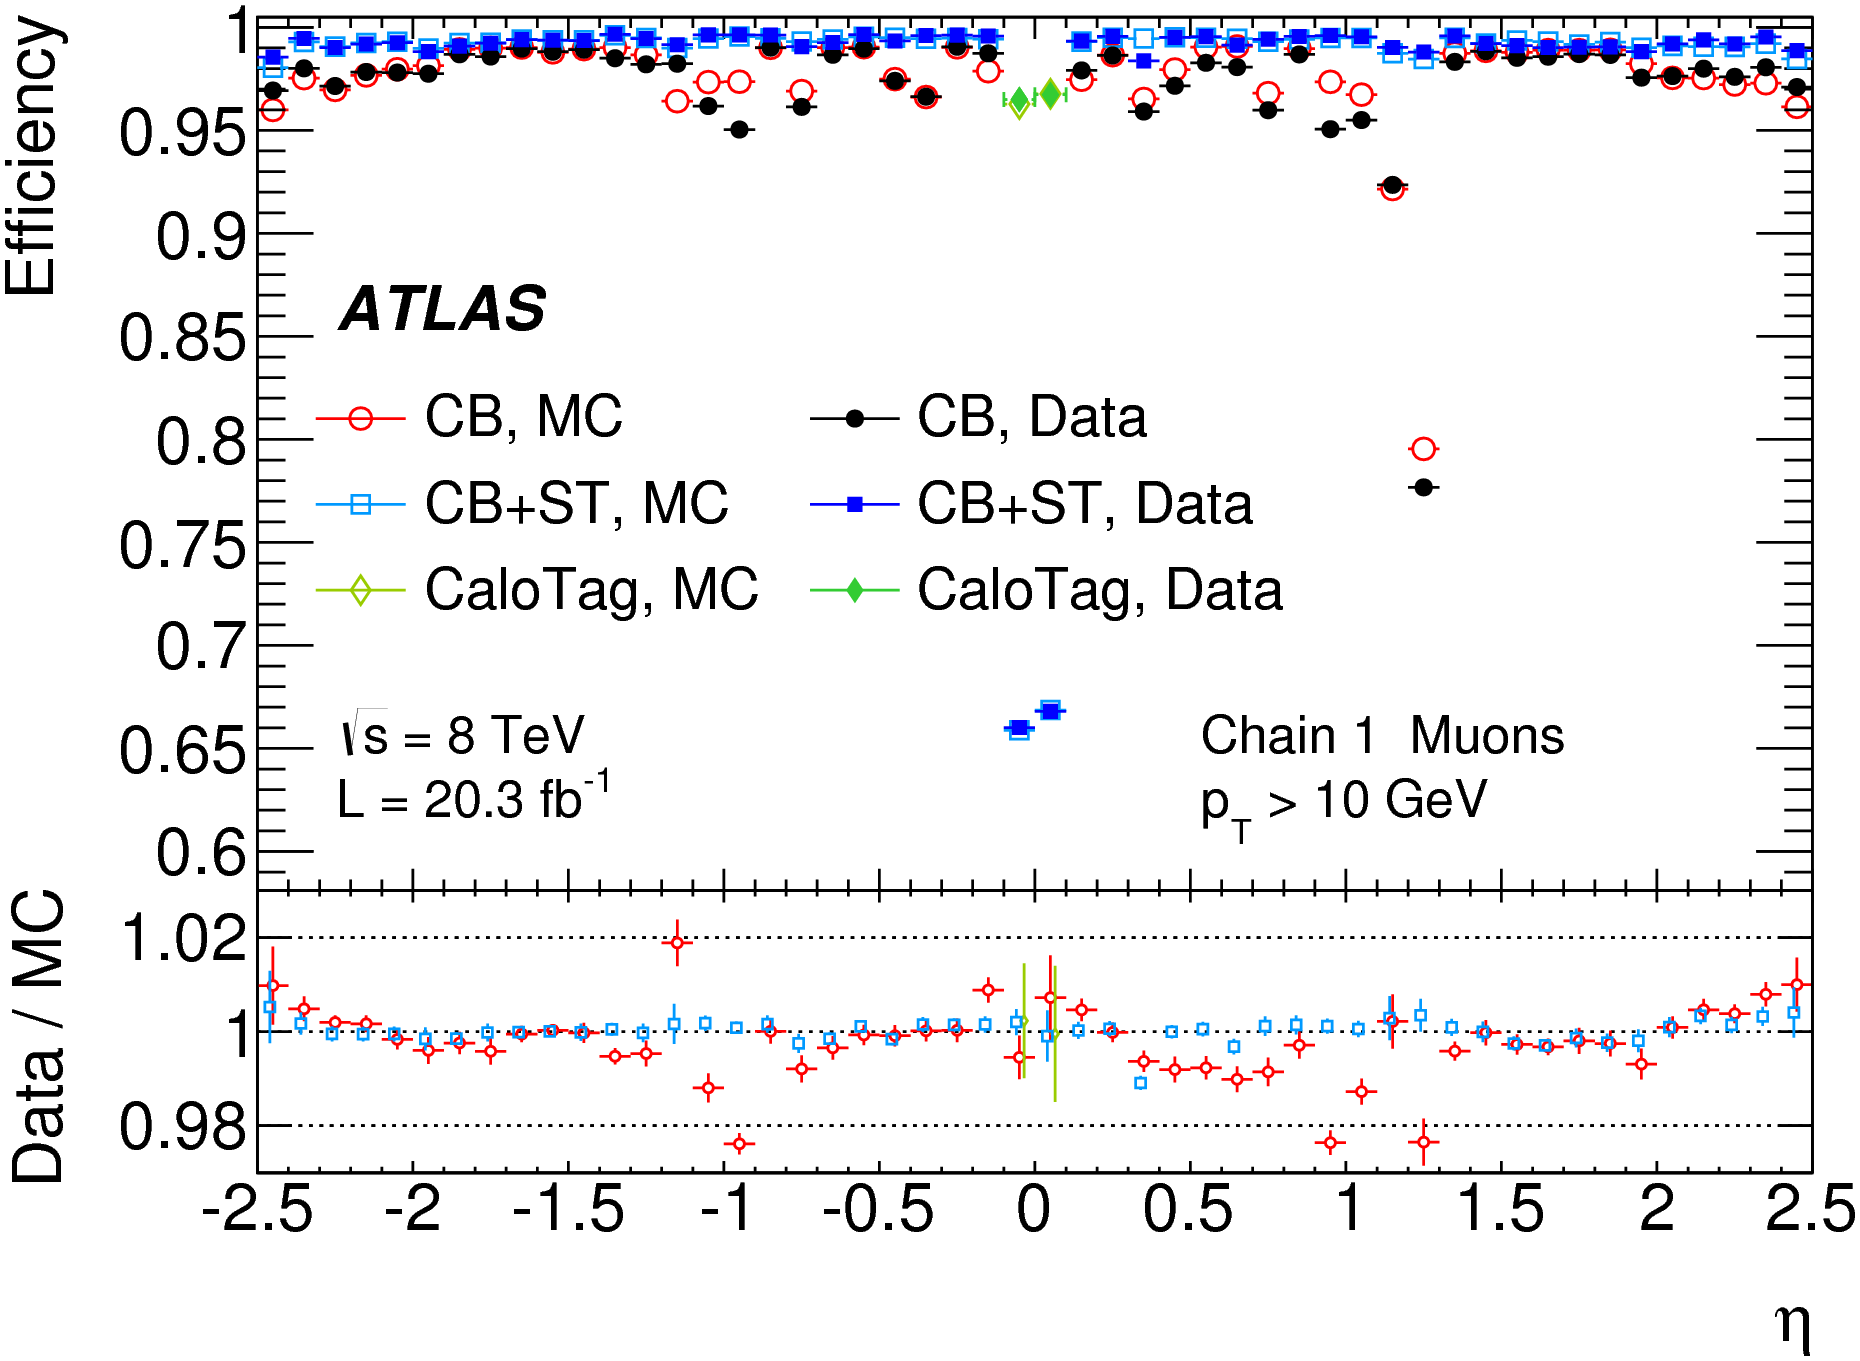 Efficiency
1
0.95
0.9
0.85
0.8
0.75
0.7
0.65
0.6
ATLAS
CB, MC
CB, Data
CB+ST, MC
CB+ST, Data
CaloTag, MC
CaloTag, Data
√s = 8 TeV
L = 20.3 fb⁻¹
Chain 1 Muons
p_T > 10 GeV
Data / MC
1.02
1
0.98
-2.5 -2 -1.5 -1 -0.5 0 0.5 1 1.5 2 2.5
η